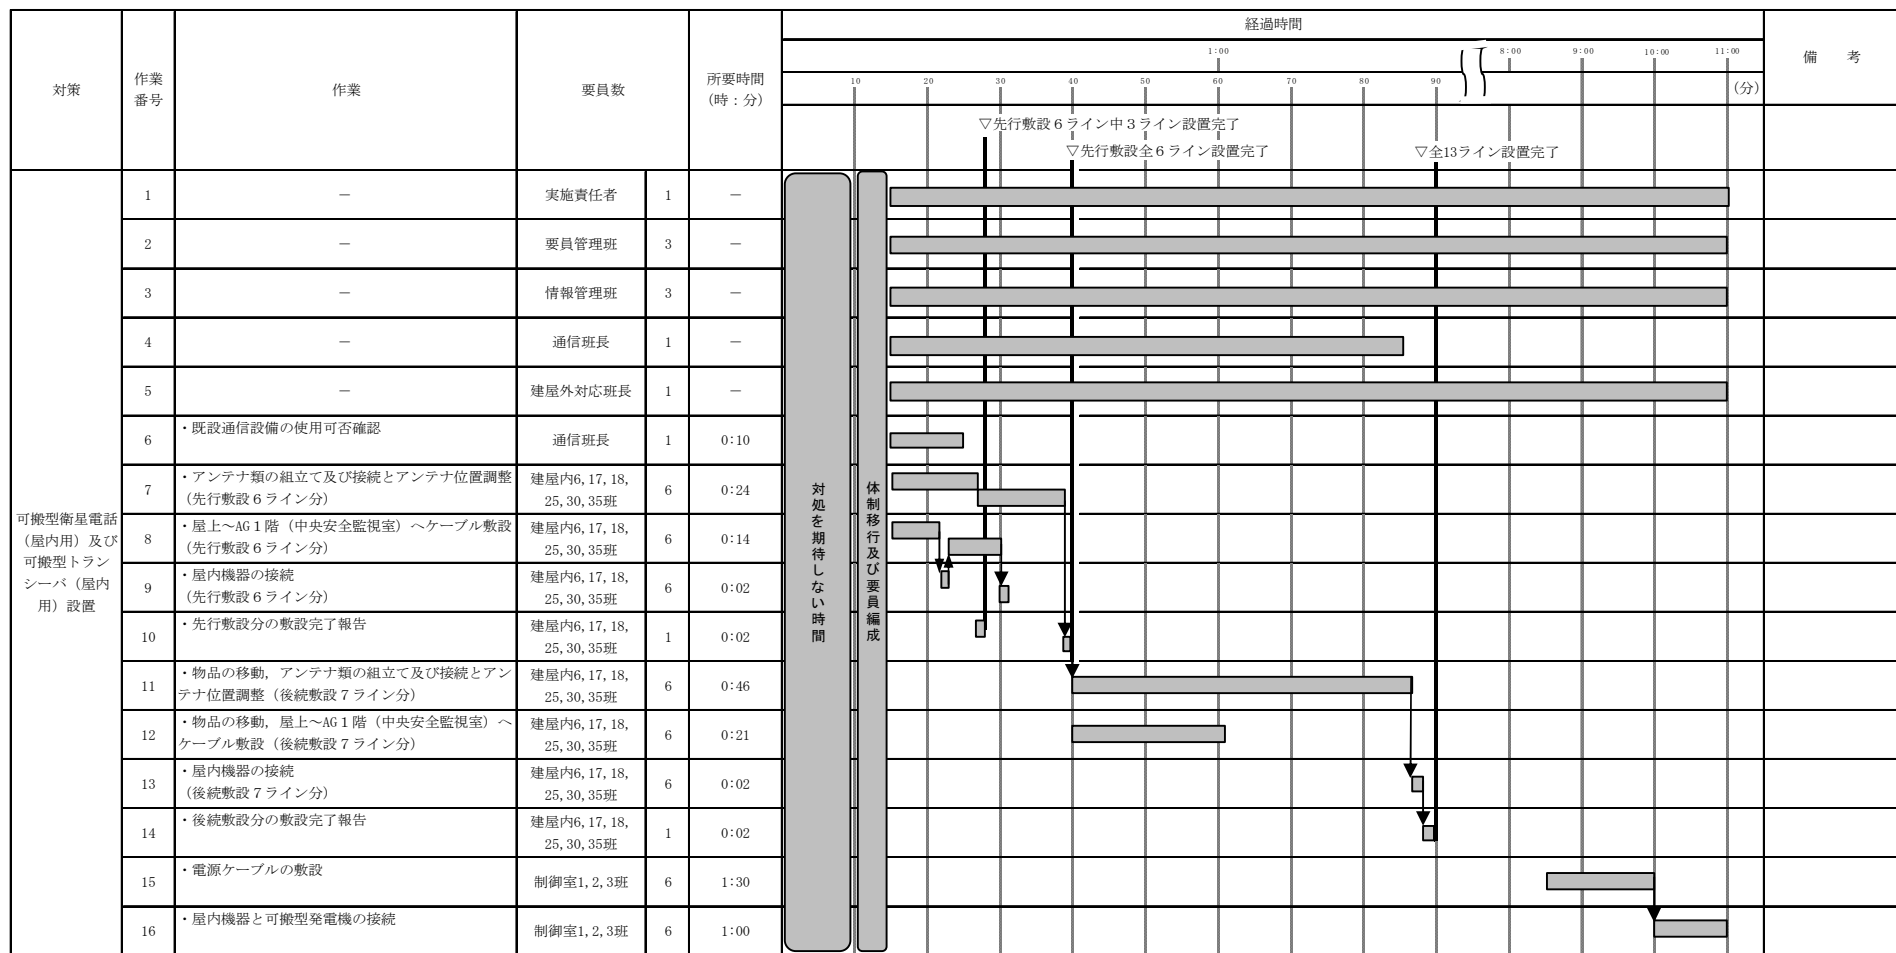 経過時間
対策
作業
番号
作業
要員数
所要時間
(時:分)
備 考
1:00
8:00
9:00
10:00
11:00
10
20
30
40
50
60
70
80
90
(分)
▽先行敷設6ライン中3ライン設置完了
▽先行敷設全6ライン設置完了
▽全13ライン設置完了
可搬型衛星電話
(屋内用)及び
可搬型トラン
シーバ(屋内
用)設置
対処を期待しない時間
体制移行及び要員編成
1
-
実施責任者
1
-
2
-
要員管理班
3
-
3
-
情報管理班
3
-
4
-
通信班長
1
-
5
-
建屋外対応班長
1
-
6
・既設通信設備の使用可否確認
通信班長
1
0:10
7
・アンテナ類の組立て及び接続とアンテナ位置調整
(先行敷設6ライン分)
建屋内6,17,18,
25,30,35班
6
0:24
8
・屋上~AG1階(中央安全監視室)へケーブル敷設
(先行敷設6ライン分)
建屋内6,17,18,
25,30,35班
6
0:14
9
・屋内機器の接続
(先行敷設6ライン分)
建屋内6,17,18,
25,30,35班
6
0:02
10
・先行敷設分の敷設完了報告
建屋内6,17,18,
25,30,35班
1
0:02
11
・物品の移動,アンテナ類の組立て及び接続とアン
テナ位置調整(後続敷設7ライン分)
建屋内6,17,18,
25,30,35班
6
0:46
12
・物品の移動,屋上~AG1階(中央安全監視室)へ
ケーブル敷設(後続敷設7ライン分)
建屋内6,17,18,
25,30,35班
6
0:21
13
・屋内機器の接続
(後続敷設7ライン分)
建屋内6,17,18,
25,30,35班
6
0:02
14
・後続敷設分の敷設完了報告
建屋内6,17,18,
25,30,35班
1
0:02
15
・電源ケーブルの敷設
制御室1,2,3班
6
1:30
16
・屋内機器と可搬型発電機の接続
制御室1,2,3班
6
1:00